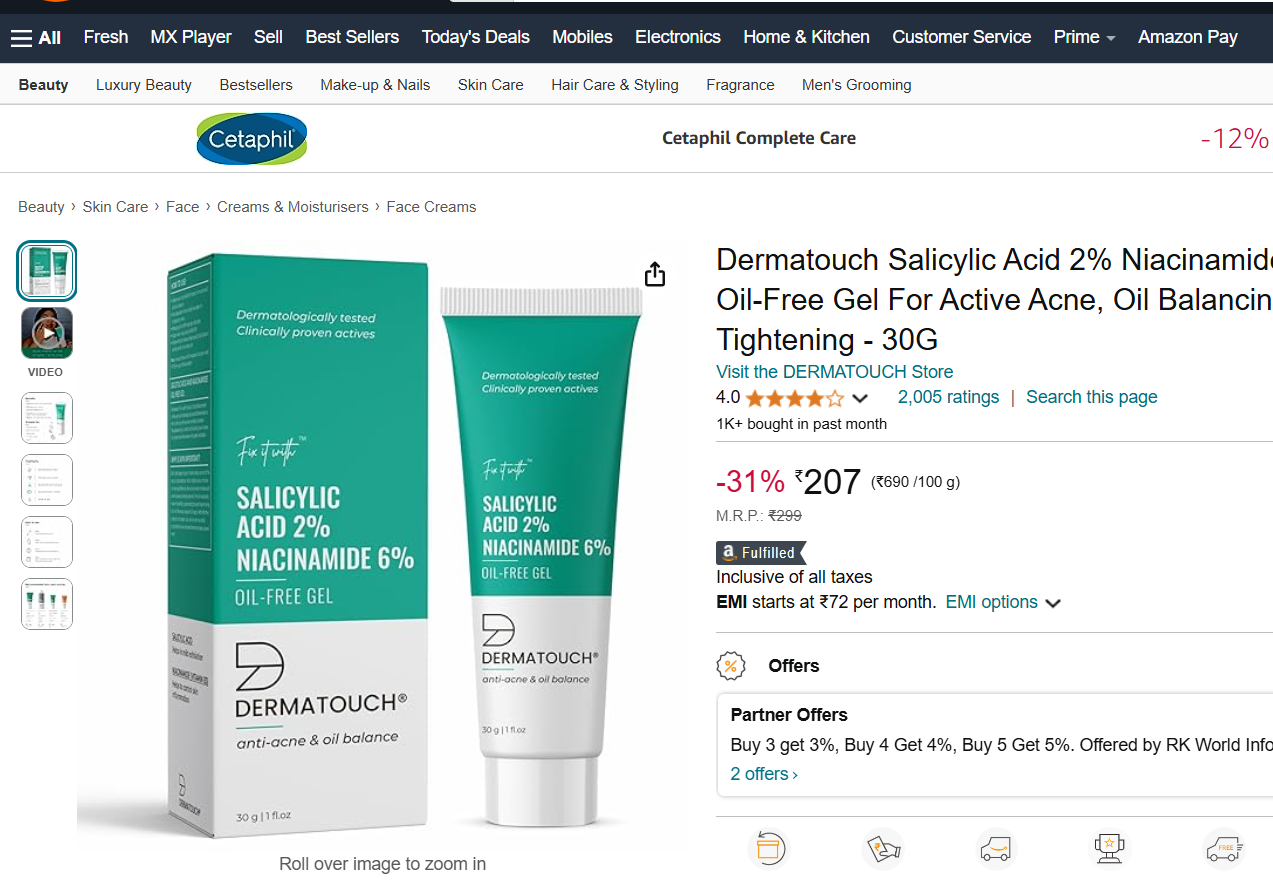 All Fresh MX Player Sell Best Sellers Today's Deals Mobiles Electronics Home & Kitchen Customer Service Prime Amazon Pay
Beauty Luxury Beauty Bestsellers Make-up & Nails Skin Care Hair Care & Styling Fragrance Men's Grooming
Cetaphil Cetaphil Complete Care -12%
Beauty › Skin Care › Face › Creams & Moisturisers › Face Creams
VIDEO
Dermatologically tested
Clinically proven actives
Fix it with™
SALICYLIC
ACID 2%
NIACINAMIDE 6%
OIL-FREE GEL
DERMATOUCH®
anti-acne & oil balance
30 g | 1 fl.oz
HOW TO USE
SALICYLIC ACID
DERMATOUCH
Dermatologically tested
Clinically proven actives
Fix it with™
SALICYLIC
ACID 2%
NIACINAMIDE 6%
OIL-FREE GEL
DERMATOUCH®
anti-acne & oil balance
30 g | 1 fl.oz
Roll over image to zoom in
Dermatouch Salicylic Acid 2% Niacinamid
Oil-Free Gel For Active Acne, Oil Balancin
Tightening - 30G
Visit the DERMATOUCH Store
4.0 2,005 ratings | Search this page
1K+ bought in past month
-31% ₹207 (₹690 /100 g)
M.R.P.: ₹299
a Fulfilled
Inclusive of all taxes
EMI starts at ₹72 per month. EMI options
% Offers
Partner Offers
Buy 3 get 3%, Buy 4 Get 4%, Buy 5 Get 5%. Offered by RK World Info
2 offers ›
FREE